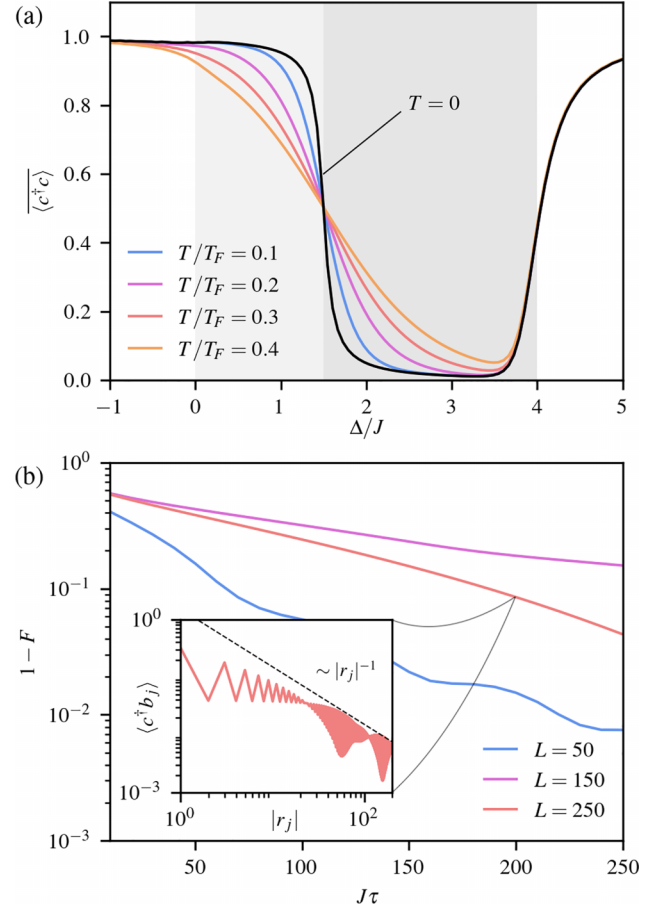 (a)
1.0
0.8
0.6
0.4
0.2
0.0
⟨c†c⟩
T = 0
T/T_F = 0.1
T/T_F = 0.2
T/T_F = 0.3
T/T_F = 0.4
−1 0 1 2 3 4 5
Δ/J
(b)
10^0
10^−1
10^−2
10^−3
1 − F
10^0
10^−3
⟨c†b_j⟩
∼ |r_j|^−1
10^0 |r_j| 10^2
L = 50
L = 150
L = 250
50 100 150 200 250
Jτ